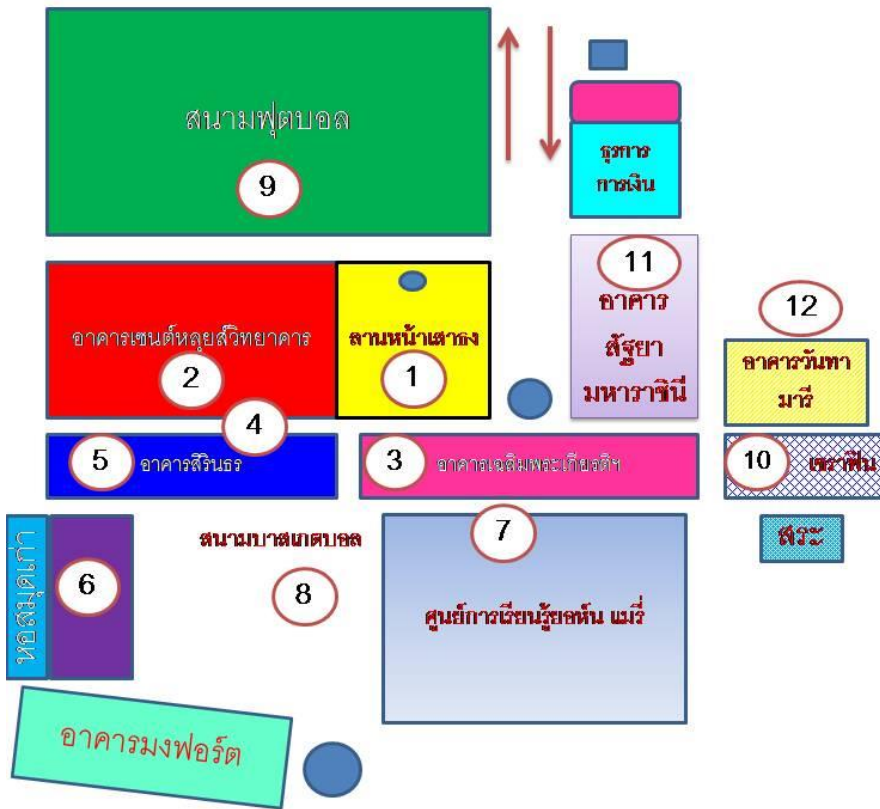 สนามฟุตบอล
9
ธุรการ
การเงิน
11
อาคาร
สัฐยา
มหาราชินี
12
อาคารวันทา
มารี
อาคารเซนต์หลุยส์วิทยาคาร
2
ลานหน้าเสาธง
1
4
5
อาคารสิรินธร
3
อาคารเฉลิมพระเกียรติฯ
10
เซราฟิน
สระ
หอสมุดเก่า
6
สนามบาสเกตบอล
8
7
ศูนย์การเรียนรู้ยอห์น แมรี่
อาคารมงฟอร์ต